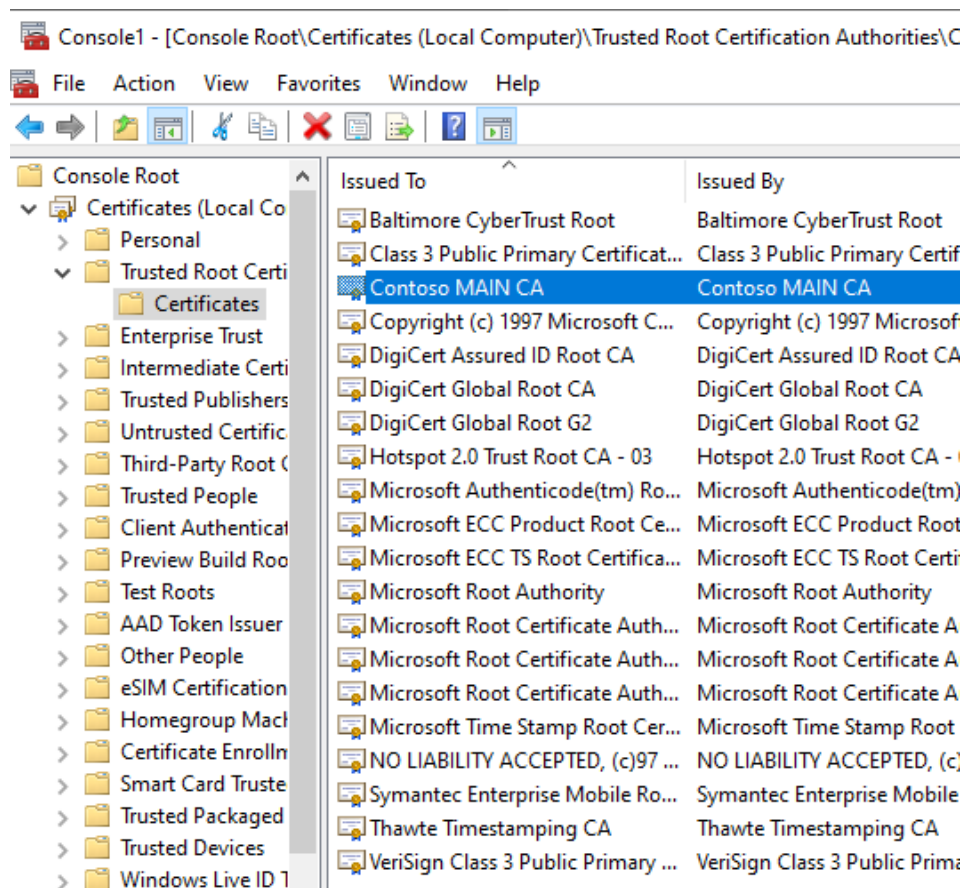 Console1 - [Console Root\Certificates (Local Computer)\Trusted Root Certification Authorities\C
File Action View Favorites Window Help
Console Root
Certificates (Local Co
Personal
Trusted Root Certi
Certificates
Enterprise Trust
Intermediate Certi
Trusted Publishers
Untrusted Certific
Third-Party Root C
Trusted People
Client Authenticat
Preview Build Roo
Test Roots
AAD Token Issuer
Other People
eSIM Certification
Homegroup Mach
Certificate Enrollm
Smart Card Truste
Trusted Packaged
Trusted Devices
Windows Live ID T
Issued To Issued By
Baltimore CyberTrust Root Baltimore CyberTrust Root
Class 3 Public Primary Certificat... Class 3 Public Primary Certif
Contoso MAIN CA Contoso MAIN CA
Copyright (c) 1997 Microsoft C... Copyright (c) 1997 Microsof
DigiCert Assured ID Root CA DigiCert Assured ID Root CA
DigiCert Global Root CA DigiCert Global Root CA
DigiCert Global Root G2 DigiCert Global Root G2
Hotspot 2.0 Trust Root CA - 03 Hotspot 2.0 Trust Root CA -
Microsoft Authenticode(tm) Ro... Microsoft Authenticode(tm)
Microsoft ECC Product Root Ce... Microsoft ECC Product Root
Microsoft ECC TS Root Certifica... Microsoft ECC TS Root Certi
Microsoft Root Authority Microsoft Root Authority
Microsoft Root Certificate Auth... Microsoft Root Certificate A
Microsoft Root Certificate Auth... Microsoft Root Certificate A
Microsoft Root Certificate Auth... Microsoft Root Certificate A
Microsoft Time Stamp Root Cer... Microsoft Time Stamp Root
NO LIABILITY ACCEPTED, (c)97 ... NO LIABILITY ACCEPTED, (c)
Symantec Enterprise Mobile Ro... Symantec Enterprise Mobile
Thawte Timestamping CA Thawte Timestamping CA
VeriSign Class 3 Public Primary ... VeriSign Class 3 Public Prima